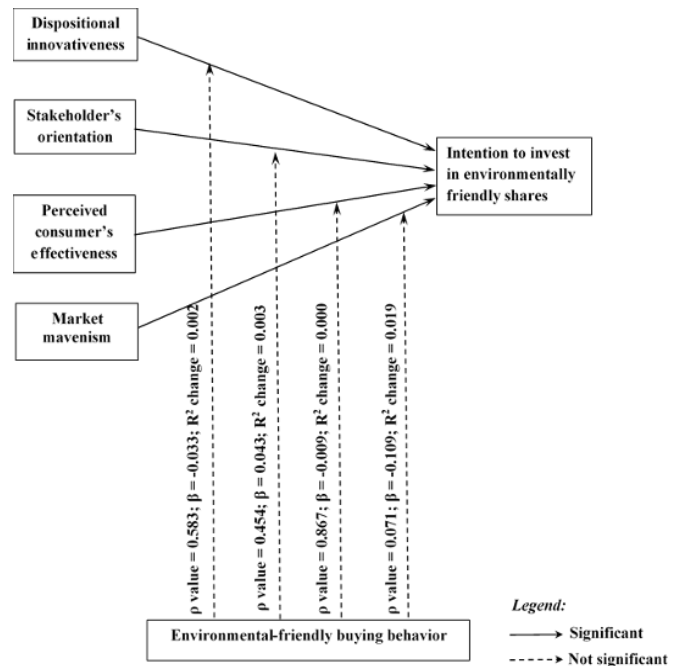 Dispositional
innovativeness
Stakeholder's
orientation
Perceived
consumer's
effectiveness
Market
mavenism
Intention to invest
in environmentally
friendly shares
ρ value = 0.583; β = -0.033; R² change = 0.002
ρ value = 0.454; β = 0.043; R² change = 0.003
ρ value = 0.867; β = -0.009; R² change = 0.000
ρ value = 0.071; β = -0.109; R² change = 0.019
Environmental-friendly buying behavior
Legend:
Significant
Not significant